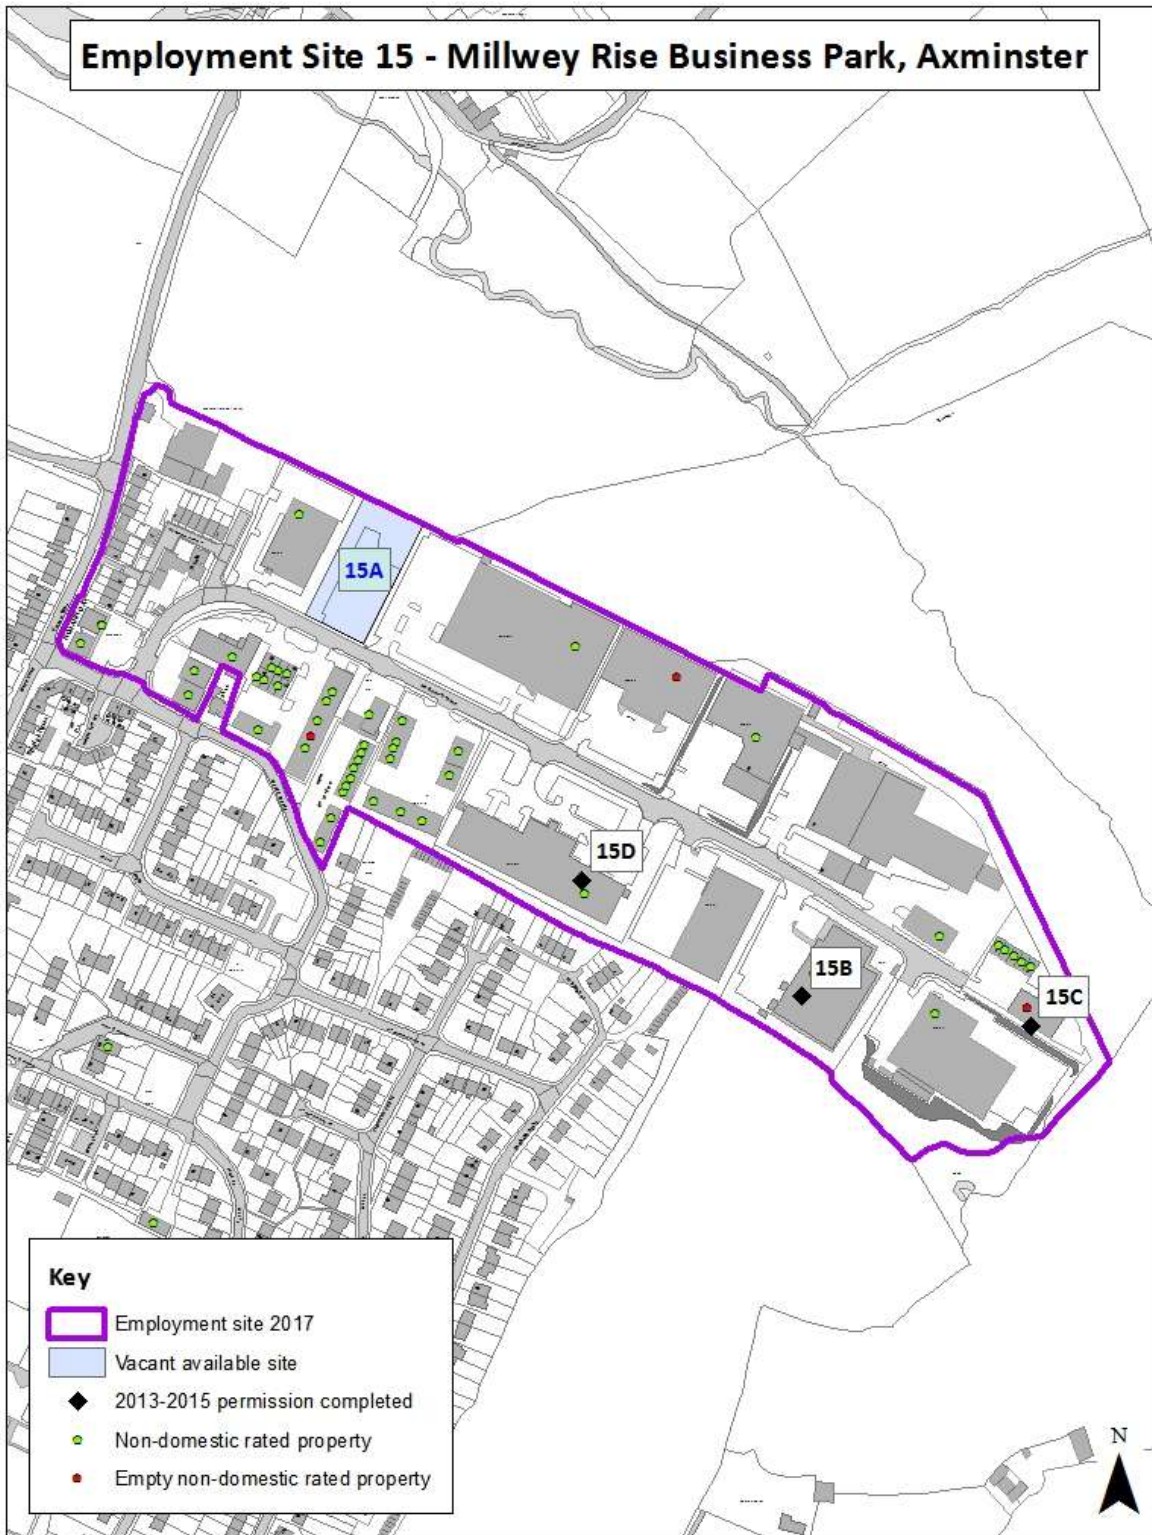 Employment Site 15 - Millwey Rise Business Park, Axminster
15A
15D
15B
15C
Key
Employment site 2017
Vacant available site
2013-2015 permission completed
Non-domestic rated property
Empty non-domestic rated property
N